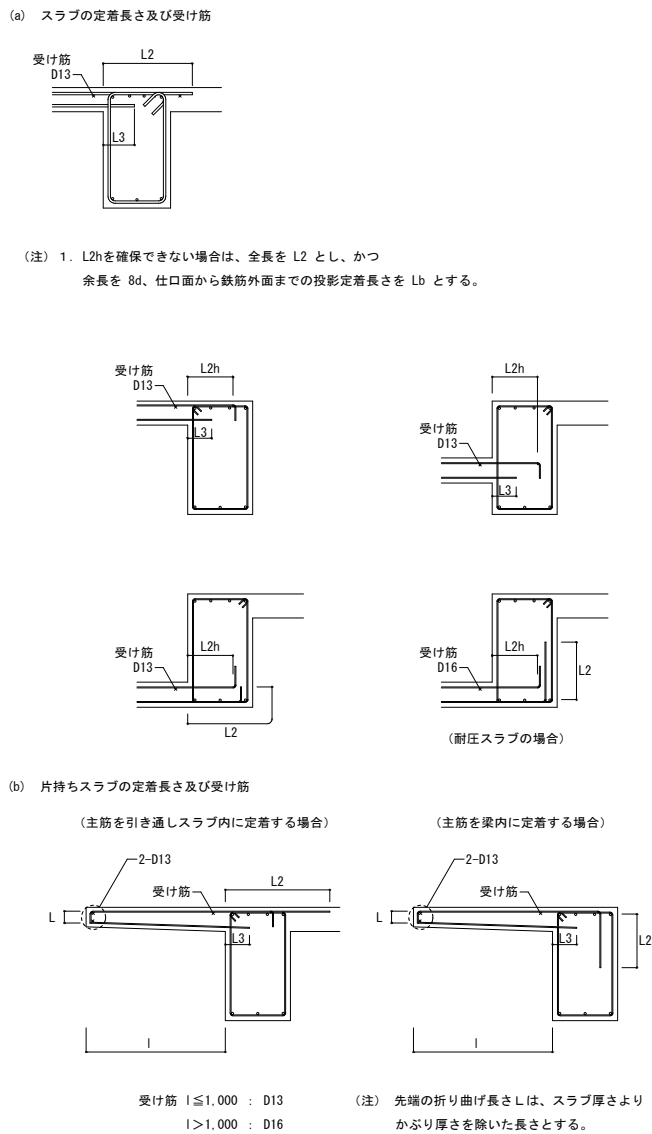 (a) スラブの定着長さ及び受け筋
L2
受け筋
D13
L3
(注) 1. L2hを確保できない場合は、全長を L2 とし、かつ
余長を 8d、仕口面から鉄筋外面までの投影定着長さを Lb とする。
L2h
受け筋
D13
L3
L2h
受け筋
D13
L3
受け筋
D13
L2h
L2
受け筋
D16
L2h
L2
(耐圧スラブの場合)
(b) 片持ちスラブの定着長さ及び受け筋
(主筋を引き通しスラブ内に定着する場合)
(主筋を梁内に定着する場合)
2-D13
受け筋
L2
L
L3
l
2-D13
受け筋
L
L3
L2
l
受け筋 l≦1,000 : D13
l>1,000 : D16
(注) 先端の折り曲げ長さLは、スラブ厚さより
かぶり厚さを除いた長さとする。